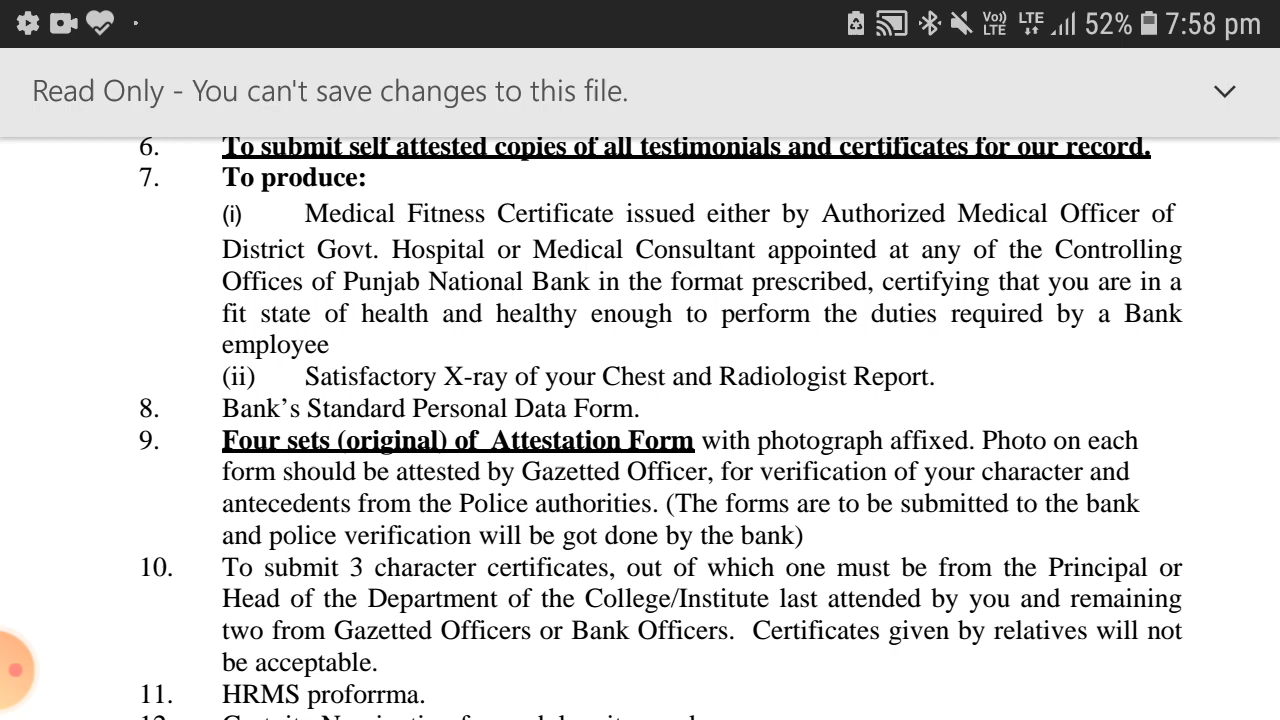 Vo)) LTE LTE 52% 7:58 pm
Read Only - You can't save changes to this file.
6. To submit self attested copies of all testimonials and certificates for our record.
7. To produce:
(i) Medical Fitness Certificate issued either by Authorized Medical Officer of
District Govt. Hospital or Medical Consultant appointed at any of the Controlling
Offices of Punjab National Bank in the format prescribed, certifying that you are in a
fit state of health and healthy enough to perform the duties required by a Bank
employee
(ii) Satisfactory X-ray of your Chest and Radiologist Report.
8. Bank's Standard Personal Data Form.
9. Four sets (original) of Attestation Form with photograph affixed. Photo on each
form should be attested by Gazetted Officer, for verification of your character and
antecedents from the Police authorities. (The forms are to be submitted to the bank
and police verification will be got done by the bank)
10. To submit 3 character certificates, out of which one must be from the Principal or
Head of the Department of the College/Institute last attended by you and remaining
two from Gazetted Officers or Bank Officers. Certificates given by relatives will not
be acceptable.
11. HRMS proforrma.